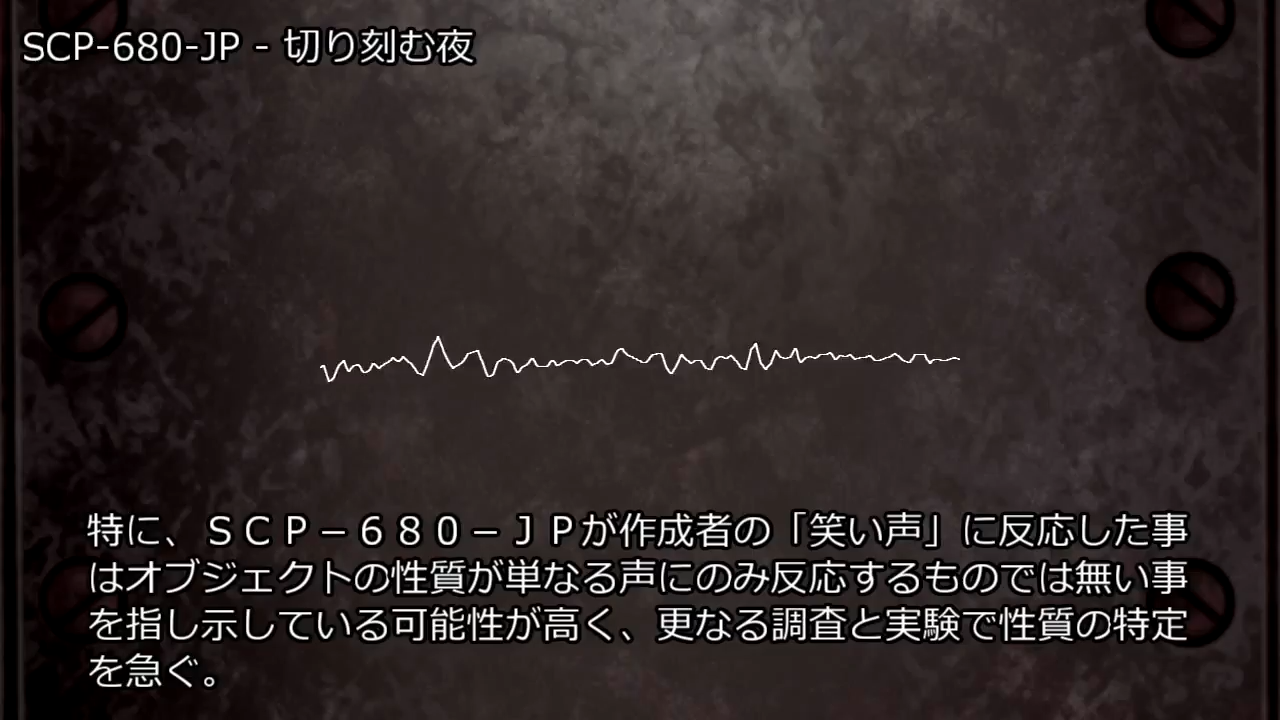 SCP-680-JP - 切り刻む夜
特に、ＳＣＰ－６８０－ＪＰが作成者の「笑い声」に反応した事
はオブジェクトの性質が単なる声にのみ反応するものでは無い事
を指し示している可能性が高く、更なる調査と実験で性質の特定
を急ぐ。